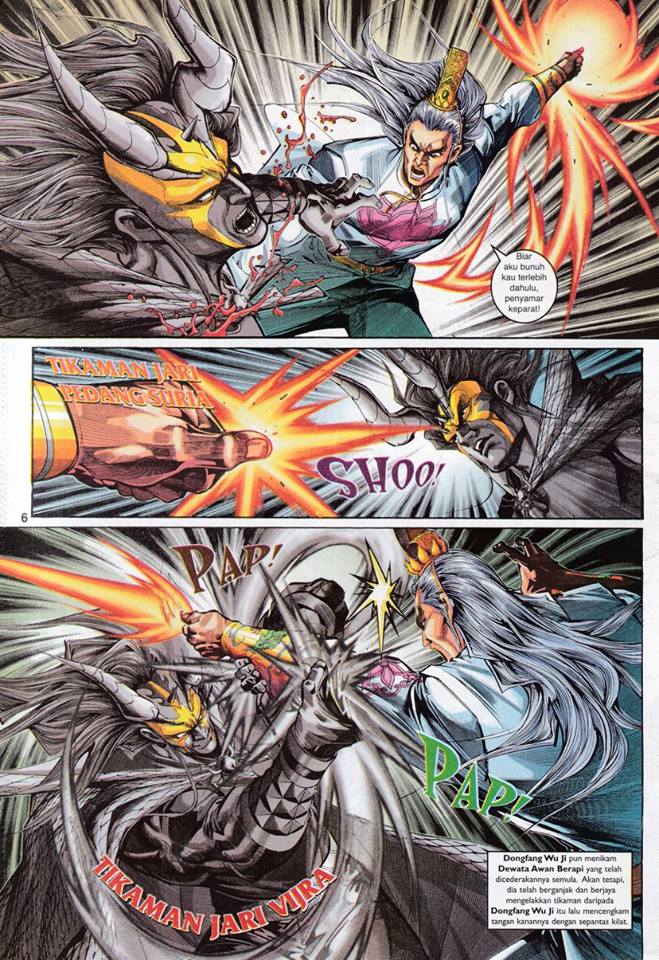 Biar
aku bunuh
kau terlebih
dahulu,
penyamar
keparat!
TIKAMAN JARI
PEDANG SURIA
SHOO!
6
PAP!
PAP!
TIKAMAN JARI VIJRA
Dongfang Wu Ji pun menikam
Dewata Awan Berapi yang telah
dicederakannya semula. Akan tetapi,
dia telah berganjak dan berjaya
mengelakkan tikaman daripada
Dongfang Wu Ji itu lalu mencengkam
tangan kanannya dengan sepantas kilat.